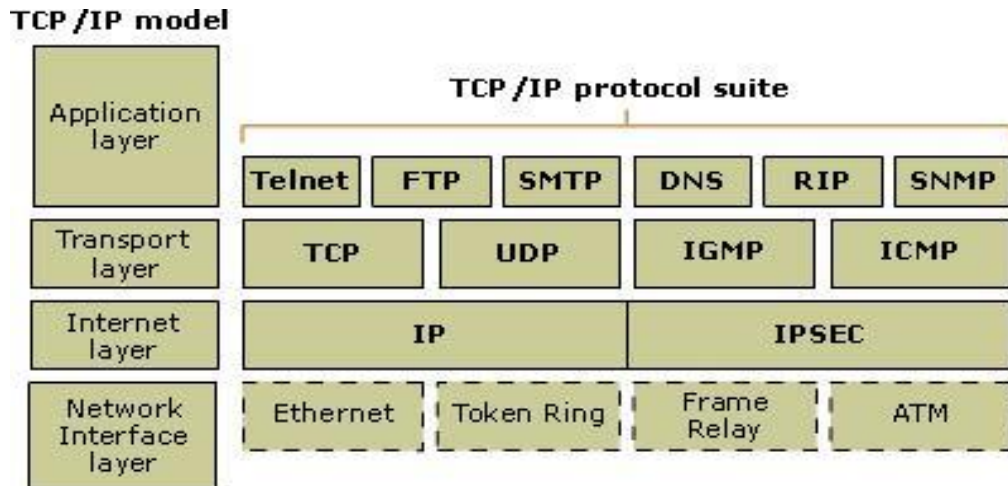 TCP/IP model
TCP/IP protocol suite
Application
layer
Telnet FTP SMTP DNS RIP SNMP
Transport
layer
TCP UDP IGMP ICMP
Internet
layer
IP IPSEC
Network
Interface
layer
Ethernet Token Ring Frame
Relay ATM